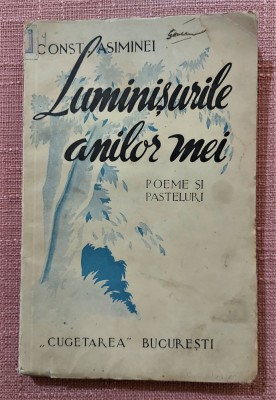 CONST. ASIMINEI
Luminișurile
anilor mei
POEME ȘI
PASTELURI
„CUGETAREA” BUCUREȘTI